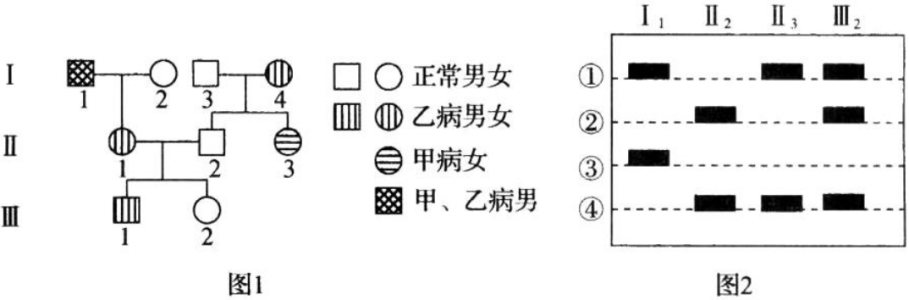 Ⅰ 1 2 3 4
Ⅱ 1 2 3
Ⅲ 1 2
正常男女
乙病男女
甲病女
甲、乙病男
图1
Ⅰ1 Ⅱ2 Ⅱ3 Ⅲ2
①
②
③
④
图2